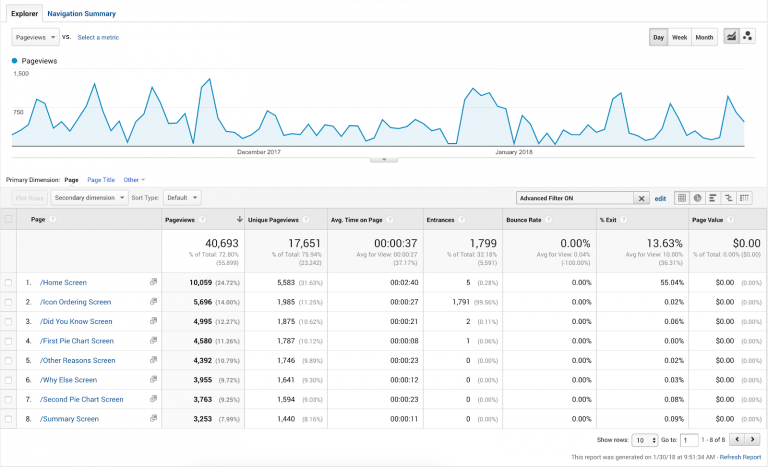 Explorer Navigation Summary
Pageviews vs. Select a metric Day Week Month
Pageviews
1,500
750
December 2017 January 2018
Primary Dimension: Page Page Title Other
Plot Rows Secondary dimension Sort Type: Default Advanced Filter ON edit
Page Pageviews Unique Pageviews Avg. Time on Page Entrances Bounce Rate % Exit Page Value
40,693 17,651 00:00:37 1,799 0.00% 13.63% $0.00
% of Total: 72.80% % of Total: 75.94% Avg for View: 00:00:27 % of Total: 32.18% Avg for View: 0.04% Avg for View: 10.00% % of Total: 0.00% ($0.00)
(55,899) (23,242) (37.17%) (5,591) (-100.00%) (36.31%)
1. /Home Screen 10,059 (24.72%) 5,583 (31.63%) 00:02:40 5 (0.28%) 0.00% 55.04% $0.00 (0.00%)
2. /Icon Ordering Screen 5,696 (14.00%) 1,985 (11.25%) 00:00:27 1,791 (99.56%) 0.00% 0.02% $0.00 (0.00%)
3. /Did You Know Screen 4,995 (12.27%) 1,875 (10.62%) 00:00:21 2 (0.11%) 0.00% 0.06% $0.00 (0.00%)
4. /First Pie Chart Screen 4,580 (11.26%) 1,787 (10.12%) 00:00:08 1 (0.06%) 0.00% 0.00% $0.00 (0.00%)
5. /Other Reasons Screen 4,392 (10.79%) 1,746 (9.89%) 00:00:23 0 (0.00%) 0.00% 0.02% $0.00 (0.00%)
6. /Why Else Screen 3,955 (9.72%) 1,641 (9.30%) 00:00:12 0 (0.00%) 0.00% 0.03% $0.00 (0.00%)
7. /Second Pie Chart Screen 3,763 (9.25%) 1,594 (9.03%) 00:00:23 0 (0.00%) 0.00% 0.08% $0.00 (0.00%)
8. /Summary Screen 3,253 (7.99%) 1,440 (8.16%) 00:00:11 0 (0.00%) 0.00% 0.09% $0.00 (0.00%)
Show rows: 10 Go to: 1 1 - 8 of 8
This report was generated on 1/30/18 at 9:51:34 AM - Refresh Report